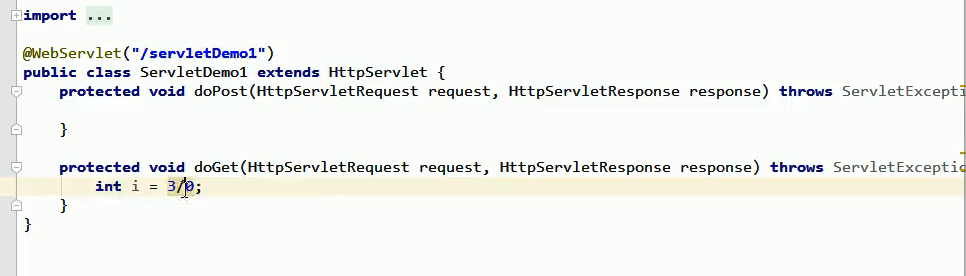 import ...
@WebServlet("/servletDemo1")
public class ServletDemo1 extends HttpServlet {
protected void doPost(HttpServletRequest request, HttpServletResponse response) throws ServletExcepti
}
protected void doGet(HttpServletRequest request, HttpServletResponse response) throws ServletExceptio
int i = 3/0;
}
}